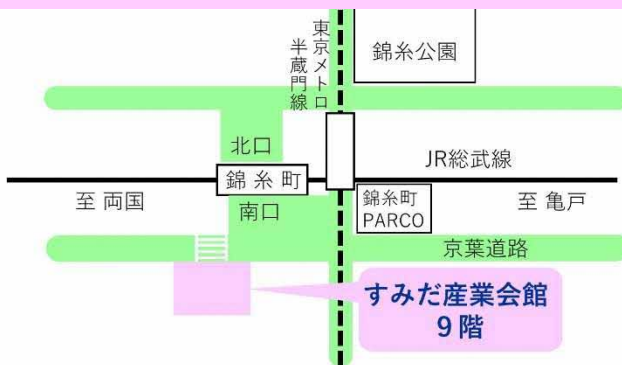 東京メトロ
半蔵門線
錦糸公園
北口
JR総武線
錦糸町
至 両国
南口
錦糸町
PARCO
至 亀戸
京葉道路
すみだ産業会館
9階